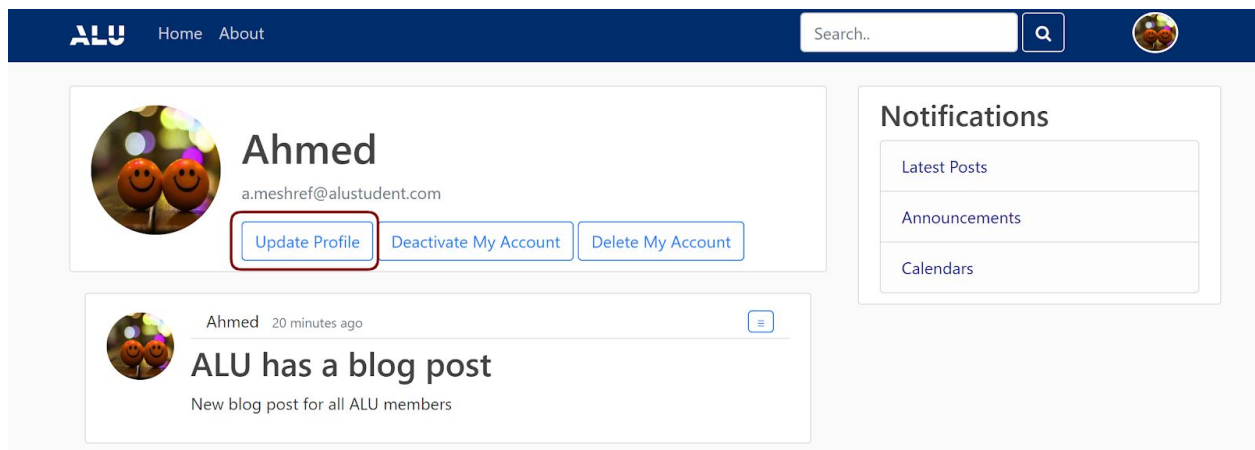 ALU Home About Search..
Ahmed
a.meshref@alustudent.com
Update Profile Deactivate My Account Delete My Account
Ahmed 20 minutes ago
ALU has a blog post
New blog post for all ALU members
Notifications
Latest Posts
Announcements
Calendars